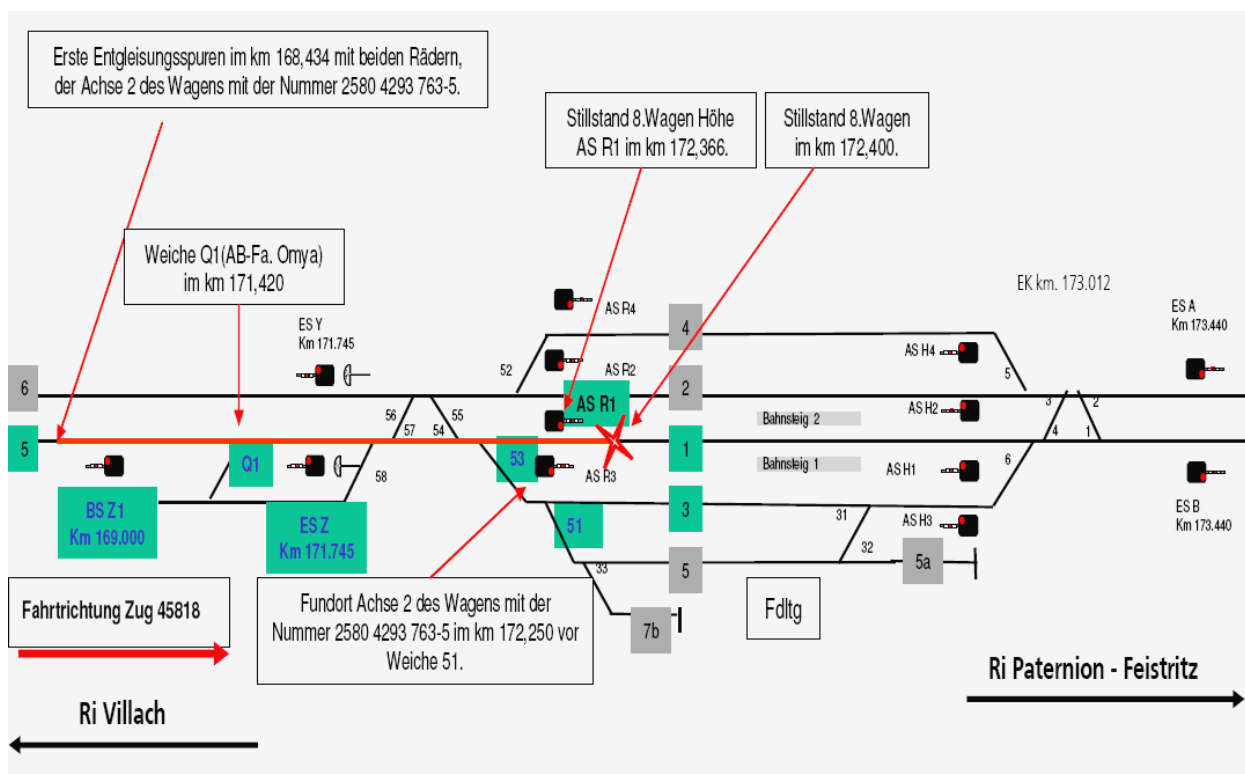 Erste Entgleisungsspuren im km 168,434 mit beiden Rädern,
der Achse 2 des Wagens mit der Nummer 2580 4293 763-5.
Stillstand 8.Wagen Höhe
AS R1 im km 172,366.
Stillstand 8.Wagen
im km 172,400.
Weiche Q1(AB-Fa. Omya)
im km 171,420
EK km. 173.012
ES Y
Km 171.745
AS R4
4
AS H4
ES A
Km 173.440
6
52
AS R2
2
5
56
55
AS R1
Bahnsteig 2
AS H2
3
2
57
54
4
1
5
Q1
53
1
58
AS R3
Bahnsteig 1
AS H1
6
BS Z1
Km 169.000
ES Z
Km 171.745
51
3
31
AS H3
ES B
Km 173.440
33
5
32
5a
Fahrtrichtung Zug 45818
Fundort Achse 2 des Wagens mit der
Nummer 2580 4293 763-5 im km 172,250 vor
Weiche 51.
7b
Fdltg
Ri Paternion - Feistritz
Ri Villach